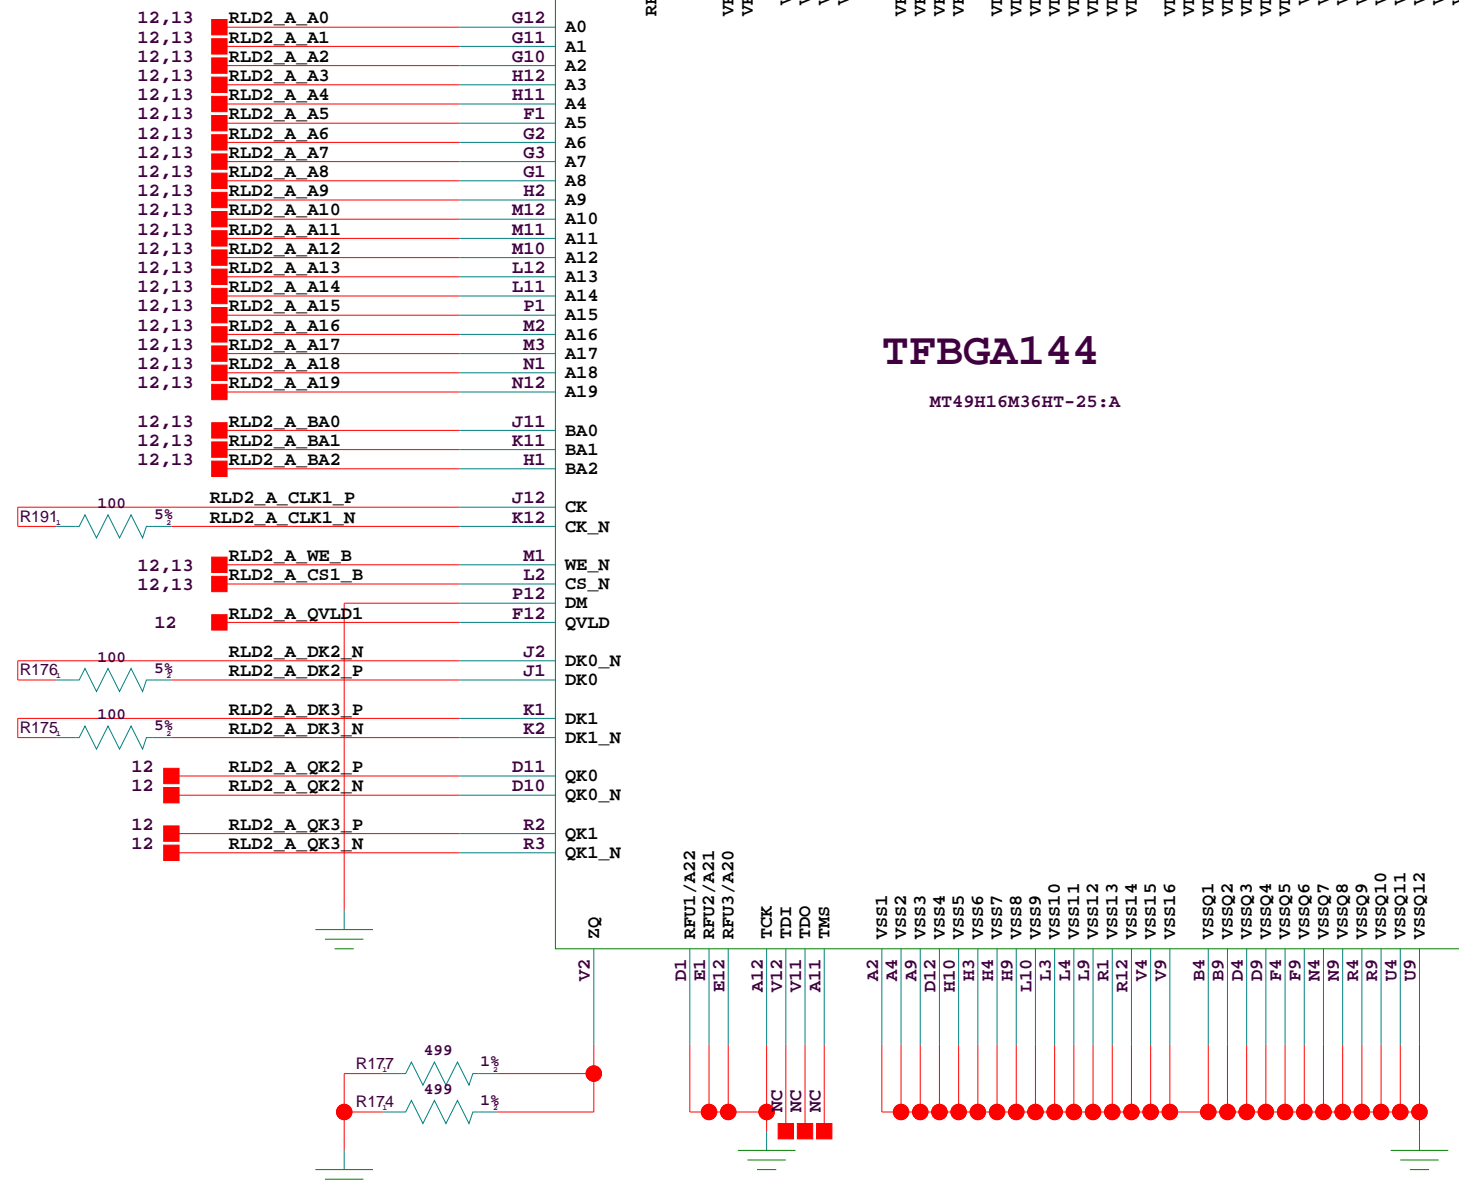 12,13 RLD2_A_A0 G12 A0
12,13 RLD2_A_A1 G11 A1
12,13 RLD2_A_A2 G10 A2
12,13 RLD2_A_A3 H12 A3
12,13 RLD2_A_A4 H11 A4
12,13 RLD2_A_A5 F1 A5
12,13 RLD2_A_A6 G2 A6
12,13 RLD2_A_A7 G3 A7
12,13 RLD2_A_A8 G1 A8
12,13 RLD2_A_A9 H2 A9
12,13 RLD2_A_A10 M12 A10
12,13 RLD2_A_A11 M11 A11
12,13 RLD2_A_A12 M10 A12
12,13 RLD2_A_A13 L12 A13
12,13 RLD2_A_A14 L11 A14
12,13 RLD2_A_A15 P1 A15
12,13 RLD2_A_A16 M2 A16
12,13 RLD2_A_A17 M3 A17
12,13 RLD2_A_A18 N1 A18
12,13 RLD2_A_A19 N12 A19
TFBGA144
MT49H16M36HT-25:A
12,13 RLD2_A_BA0 J11 BA0
12,13 RLD2_A_BA1 K11 BA1
12,13 RLD2_A_BA2 H1 BA2
100 RLD2_A_CLK1_P J12 CK
R191 1 5% 2 RLD2_A_CLK1_N K12 CK_N
12,13 RLD2_A_WE_B M1 WE_N
12,13 RLD2_A_CS1_B L2 CS_N
P12 DM
12 RLD2_A_QVLD1 F12 QVLD
100 RLD2_A_DK2_N J2 DK0_N
R176 1 5% 2 RLD2_A_DK2_P J1 DK0
100 RLD2_A_DK3_P K1 DK1
R175 1 5% 2 RLD2_A_DK3_N K2 DK1_N
12 RLD2_A_QK2_P D11 QK0
12 RLD2_A_QK2_N D10 QK0_N
12 RLD2_A_QK3_P R2 QK1
12 RLD2_A_QK3_N R3 QK1_N
ZQ RFU1/A22 RFU2/A21 RFU3/A20 TCK TDI TDO TMS VSS1 VSS2 VSS3 VSS4 VSS5 VSS6 VSS7 VSS8 VSS9 VSS10 VSS11 VSS12 VSS13 VSS14 VSS15 VSS16 VSSQ1 VSSQ2 VSSQ3 VSSQ4 VSSQ5 VSSQ6 VSSQ7 VSSQ8 VSSQ9 VSSQ10 VSSQ11 VSSQ12
V2 D1 E1 E12 A12 V12 V11 A11 A2 A4 A9 D12 H10 H3 H4 H9 L10 L3 L4 L9 R1 R12 V4 V9 B4 B9 D4 D9 F4 F9 N4 N9 R4 R9 U4 U9
499
R177 1 1% 2
499
R174 1 1% 2
NC NC NC